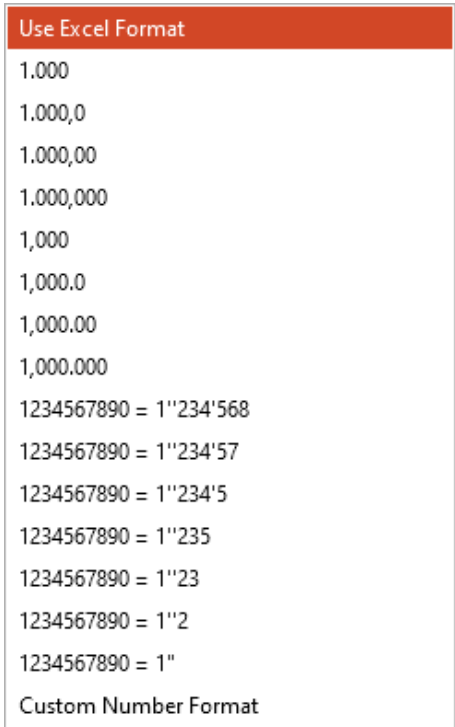 Use Excel Format
1.000
1.000,0
1.000,00
1.000,000
1,000
1,000.0
1,000.00
1,000.000
1234567890 = 1''234'568
1234567890 = 1''234'57
1234567890 = 1''234'5
1234567890 = 1''235
1234567890 = 1''23
1234567890 = 1''2
1234567890 = 1"
Custom Number Format